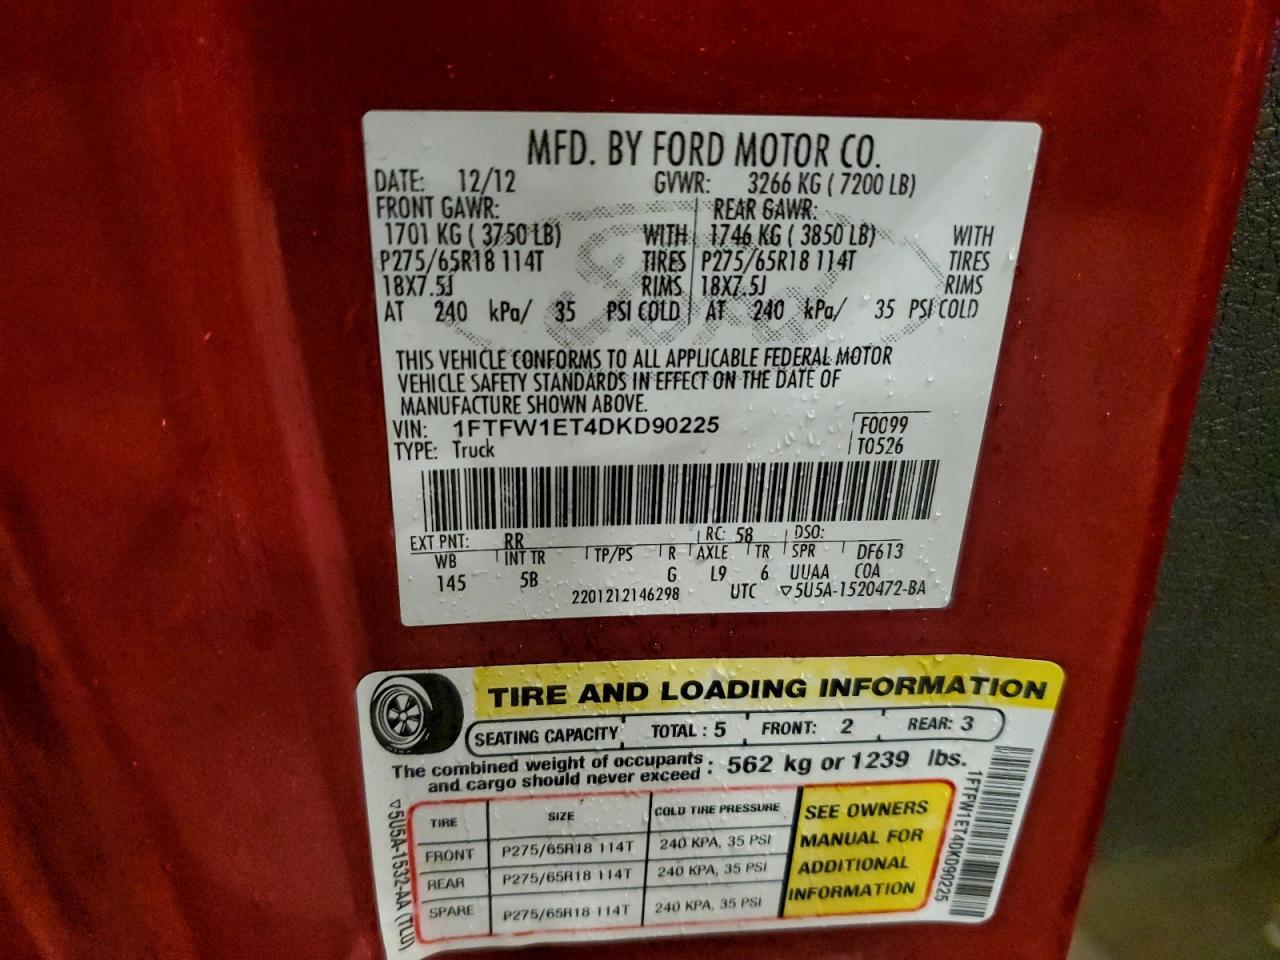 MFD. BY FORD MOTOR CO.
DATE: 12/12 GVWR: 3266 KG ( 7200 LB)
FRONT GAWR: REAR GAWR:
1701 KG ( 3750 LB) WITH 1746 KG ( 3850 LB) WITH
P275/65R18 114T TIRES P275/65R18 114T TIRES
18X7.5J RIMS 18X7.5J RIMS
AT 240 kPa/ 35 PSI COLD AT 240 kPa/ 35 PSI COLD
THIS VEHICLE CONFORMS TO ALL APPLICABLE FEDERAL MOTOR
VEHICLE SAFETY STANDARDS IN EFFECT ON THE DATE OF
MANUFACTURE SHOWN ABOVE.
VIN: 1FTFW1ET4DKD90225 F0099
TYPE: Truck T0526
EXT PNT: RR RC: 58 DSO:
WB INT TR TP/PS R AXLE TR SPR DF613
145 5B G L9 6 UUAA COA
2201212146298 UTC ▽5U5A-1520472-BA
TIRE AND LOADING INFORMATION
SEATING CAPACITY TOTAL : 5 FRONT: 2 REAR: 3
The combined weight of occupants
and cargo should never exceed : 562 kg or 1239 lbs.
TIRE SIZE COLD TIRE PRESSURE
FRONT P275/65R18 114T 240 KPA, 35 PSI
REAR P275/65R18 114T 240 KPA, 35 PSI
SPARE P275/65R18 114T 240 KPA, 35 PSI
SEE OWNERS
MANUAL FOR
ADDITIONAL
INFORMATION
▽5U5A-1532-AA (TLU)
1FTFW1ET4DKD90225